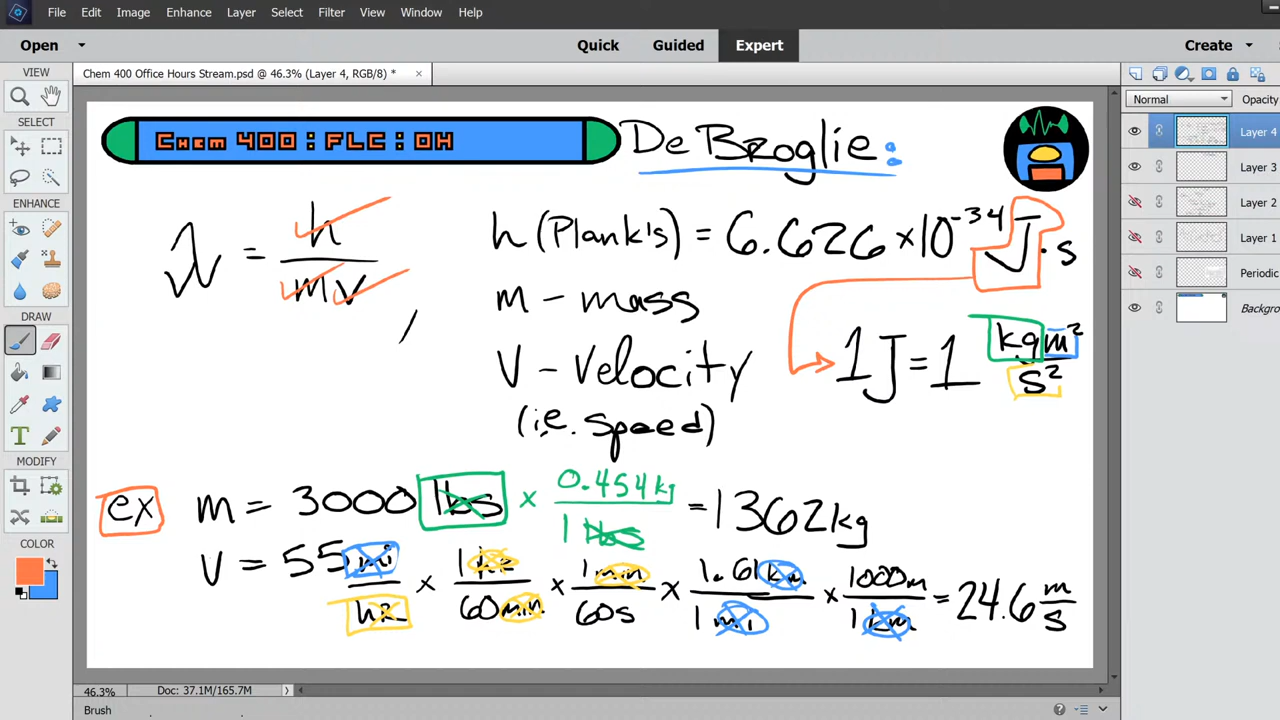 File Edit Image Enhance Layer Select Filter View Window Help
Open Quick Guided Expert Create
VIEW
SELECT
ENHANCE
DRAW
MODIFY
COLOR
Chem 400 Office Hours Stream.psd @ 46.3% (Layer 4, RGB/8) * ×
Chem 400:FLC:OH
De Broglie:
λ = h / mv ,
h (Plank's) = 6.626 × 10⁻³⁴ J · s
m - mass
v - velocity
(i.e. speed)
1J = 1 kg m² / s²
ex m = 3000 lbs × 0.454 kg / 1 lbs = 1362 kg
v = 55 mi / hr × 1 hr / 60 min × 1 min / 60 s × 1.61 km / 1 mi × 1000 m / 1 km = 24.6 m / s
Normal Opacity
Layer 4
Layer 3
Layer 2
Layer 1
Periodic
Backgro
46.3% Doc: 37.1M/165.7M
Brush